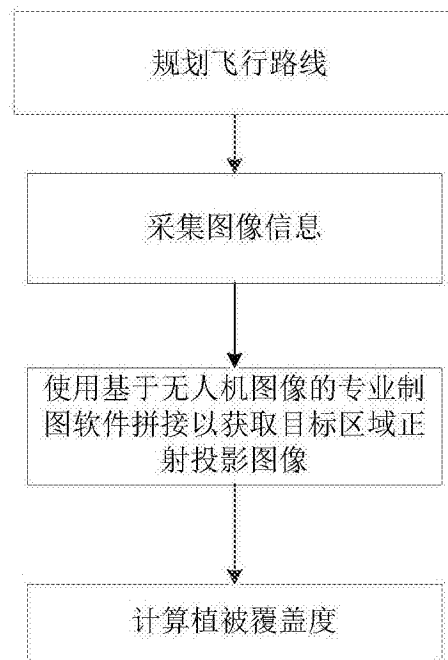 规划飞行路线
采集图像信息
使用基于无人机图像的专业制
图软件拼接以获取目标区域正
射投影图像
计算植被覆盖度